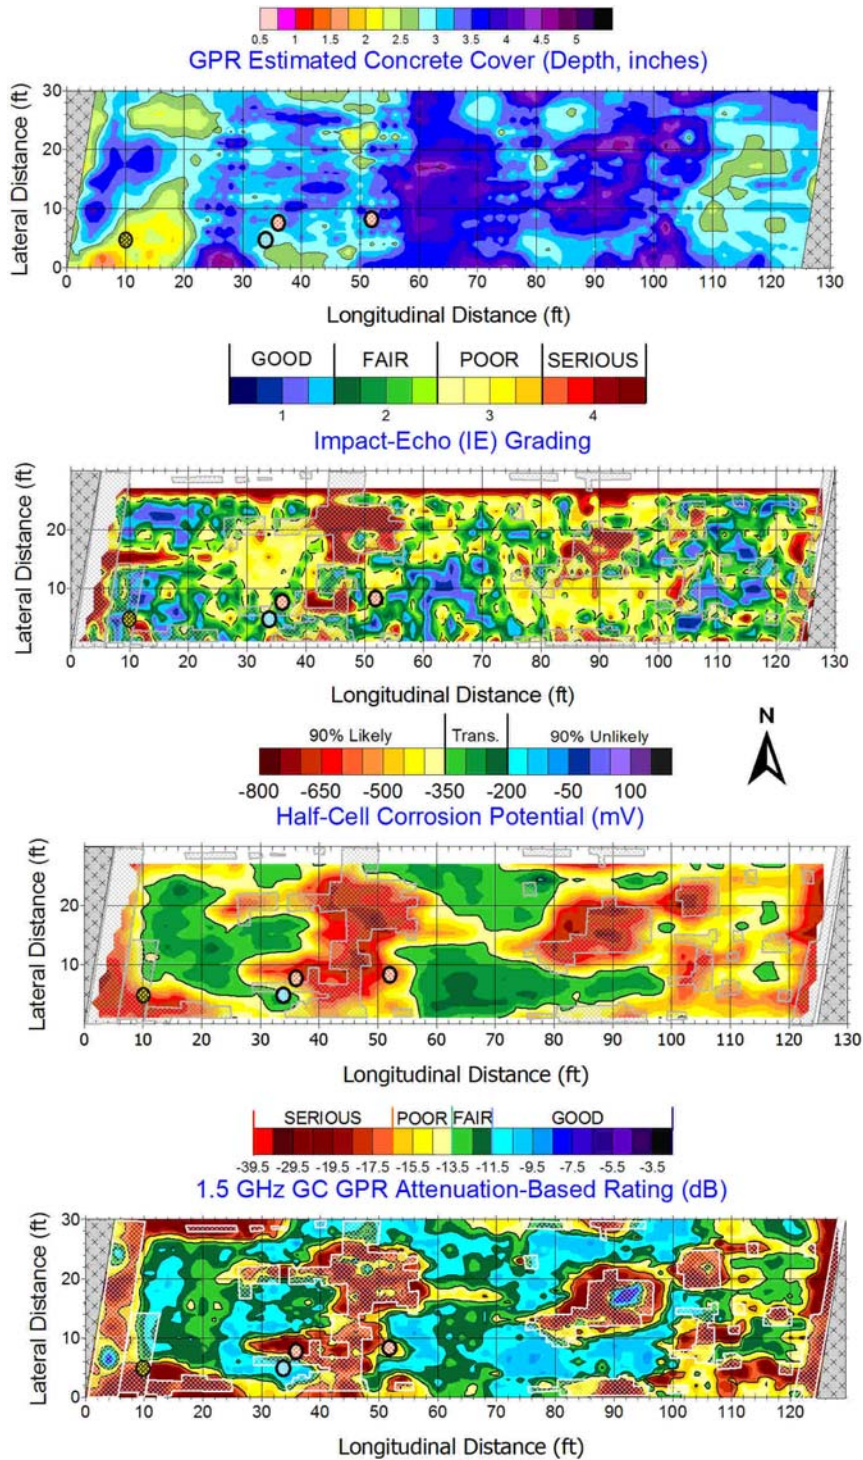 0.5 1 1.5 2 2.5 3 3.5 4 4.5 5
GPR Estimated Concrete Cover (Depth, inches)
30
20
10
0
Lateral Distance (ft)
0 10 20 30 40 50 60 70 80 90 100 110 120 130
Longitudinal Distance (ft)
GOOD FAIR POOR SERIOUS
1 2 3 4
Impact-Echo (IE) Grading
20
10
Lateral Distance (ft)
0 10 20 30 40 50 60 70 80 90 100 110 120 130
Longitudinal Distance (ft)
N
90% Likely Trans. 90% Unlikely
-800 -650 -500 -350 -200 -50 100
Half-Cell Corrosion Potential (mV)
20
10
Lateral Distance (ft)
0 10 20 30 40 50 60 70 80 90 100 110 120 130
Longitudinal Distance (ft)
SERIOUS POOR FAIR GOOD
-39.5 -29.5 -17.5 -15.5 -13.5 -11.5 -9.5 -7.5 -5.5 -3.5
1.5 GHz GC GPR Attenuation-Based Rating (dB)
30
20
10
0
Lateral Distance (ft)
0 10 20 30 40 50 60 70 80 90 100 110 120
Longitudinal Distance (ft)